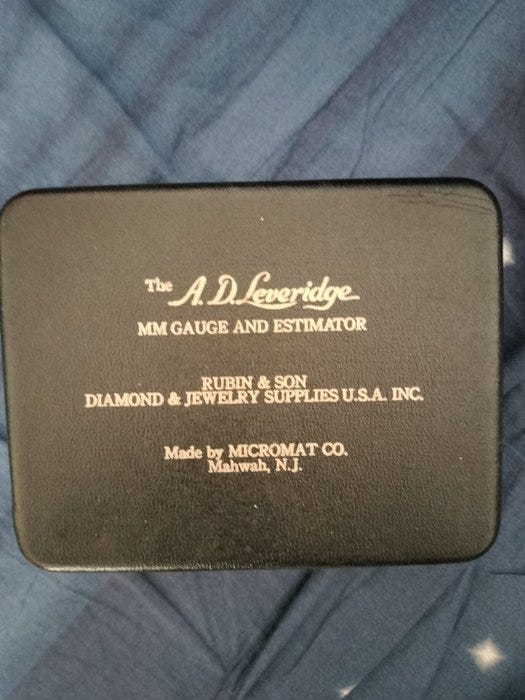 The A.D. Leveridge
MM GAUGE AND ESTIMATOR
RUBIN & SON
DIAMOND & JEWELRY SUPPLIES U.S.A. INC.
Made by MICROMAT CO.
Mahwah, N.J.